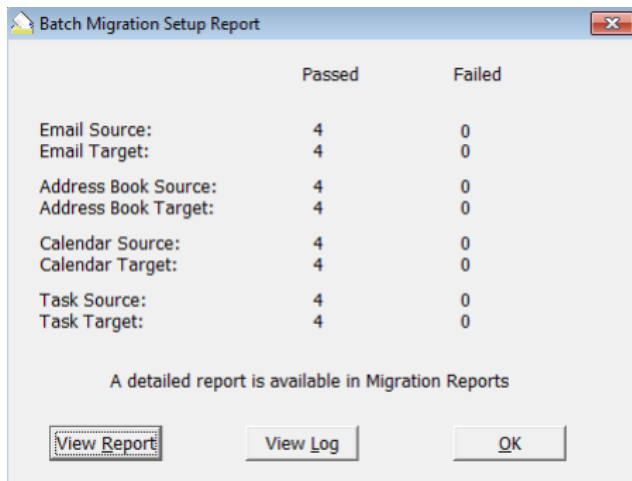 Batch Migration Setup Report
Passed Failed
Email Source: 4 0
Email Target: 4 0
Address Book Source: 4 0
Address Book Target: 4 0
Calendar Source: 4 0
Calendar Target: 4 0
Task Source: 4 0
Task Target: 4 0
A detailed report is available in Migration Reports
View Report View Log OK